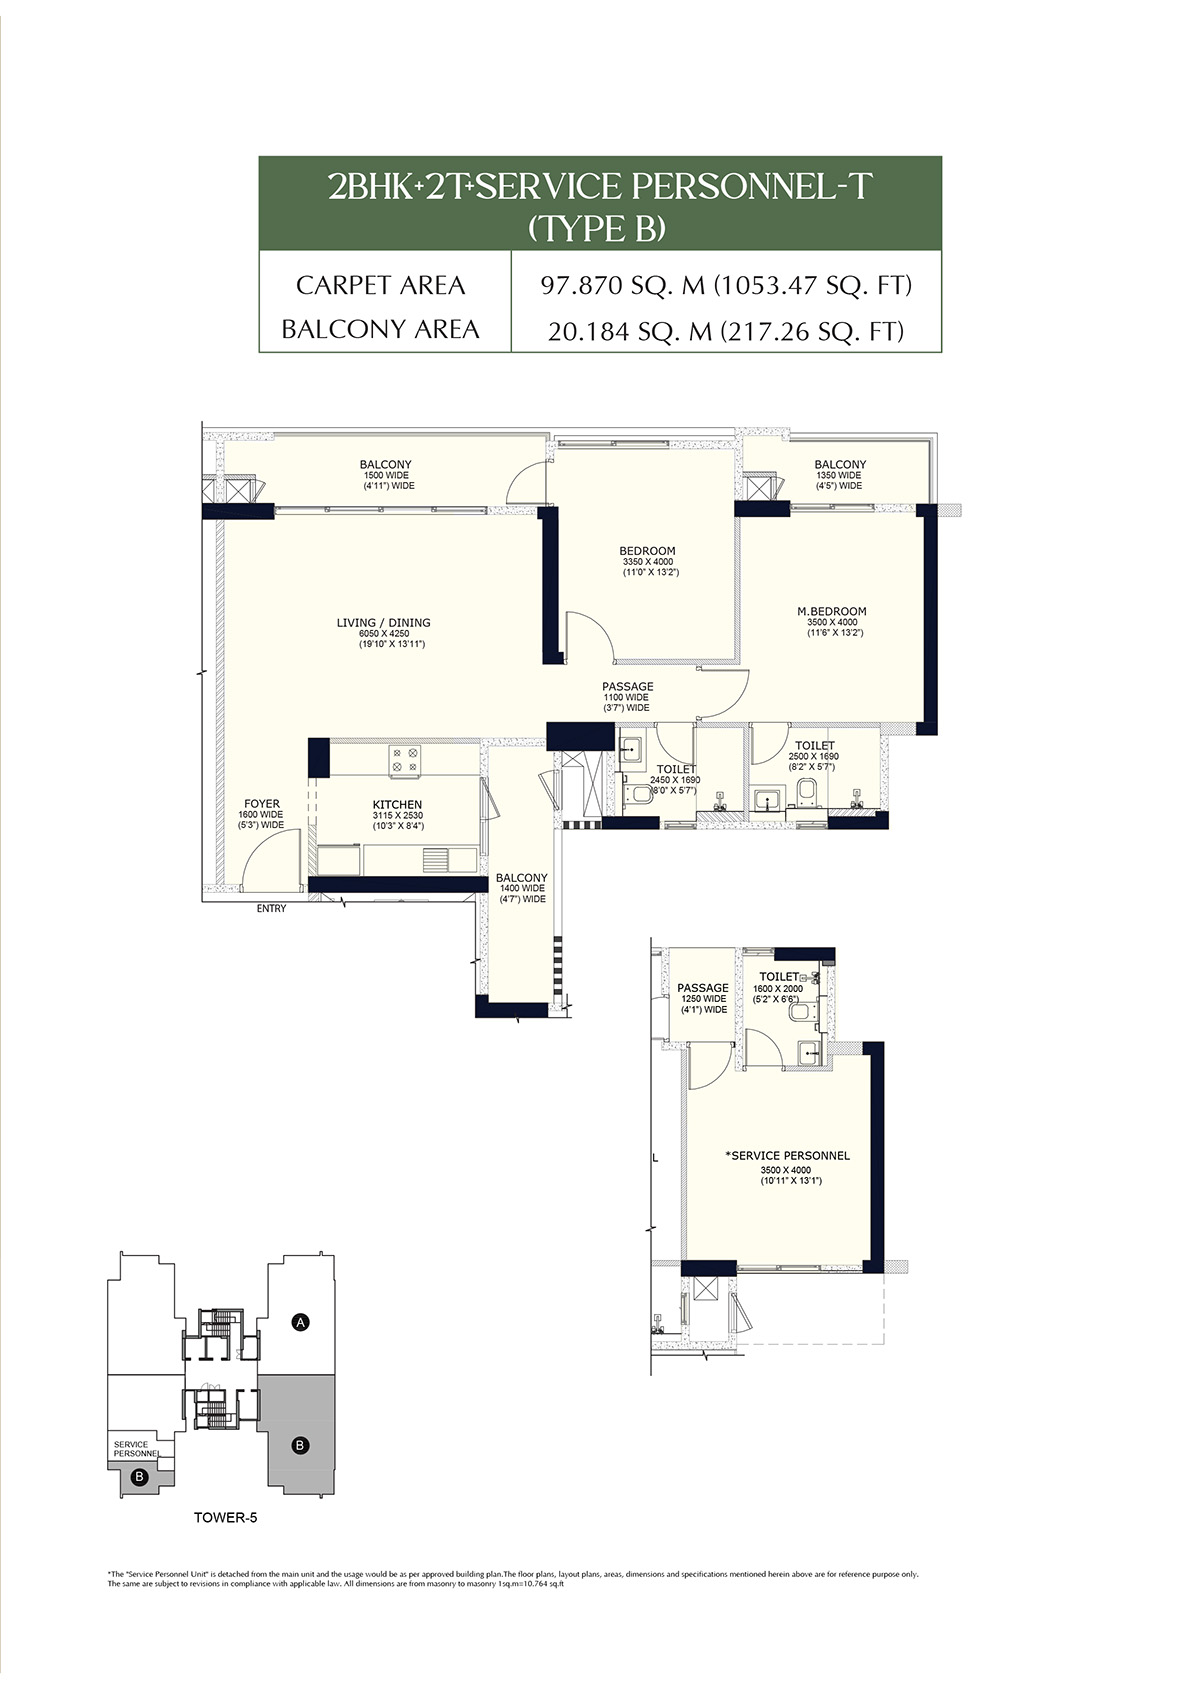 2BHK+2T+SERVICE PERSONNEL-T
(TYPE B)
CARPET AREA
97.870 SQ. M (1053.47 SQ. FT)
BALCONY AREA
20.184 SQ. M (217.26 SQ. FT)
BALCONY
1500 WIDE
(4'11") WIDE
BALCONY
1350 WIDE
(4'5") WIDE
BEDROOM
3350 X 4000
(11'0" X 13'2")
M.BEDROOM
3500 X 4000
(11'6" X 13'2")
LIVING / DINING
6050 X 4250
(19'10" X 13'11")
PASSAGE
1100 WIDE
(3'7") WIDE
TOILET
2500 X 1690
(8'2" X 5'7")
TOILET
2450 X 1690
(8'0" X 5'7")
FOYER
1600 WIDE
(5'3") WIDE
KITCHEN
3115 X 2530
(10'3" X 8'4")
BALCONY
1400 WIDE
(4'7") WIDE
ENTRY
PASSAGE
1250 WIDE
(4'1") WIDE
TOILET
1600 X 2000
(5'2" X 6'6")
L
*SERVICE PERSONNEL
3500 X 4000
(10'11" X 13'1")
A
B
SERVICE
PERSONNEL
B
TOWER-5
*The "Service Personnel Unit" is detached from the main unit and the usage would be as per approved building plan.The floor plans, layout plans, areas, dimensions and specifications mentioned herein above are for reference purpose only.
The same are subject to revisions in compliance with applicable law. All dimensions are from masonry to masonry 1sq.m=10.764 sq.ft